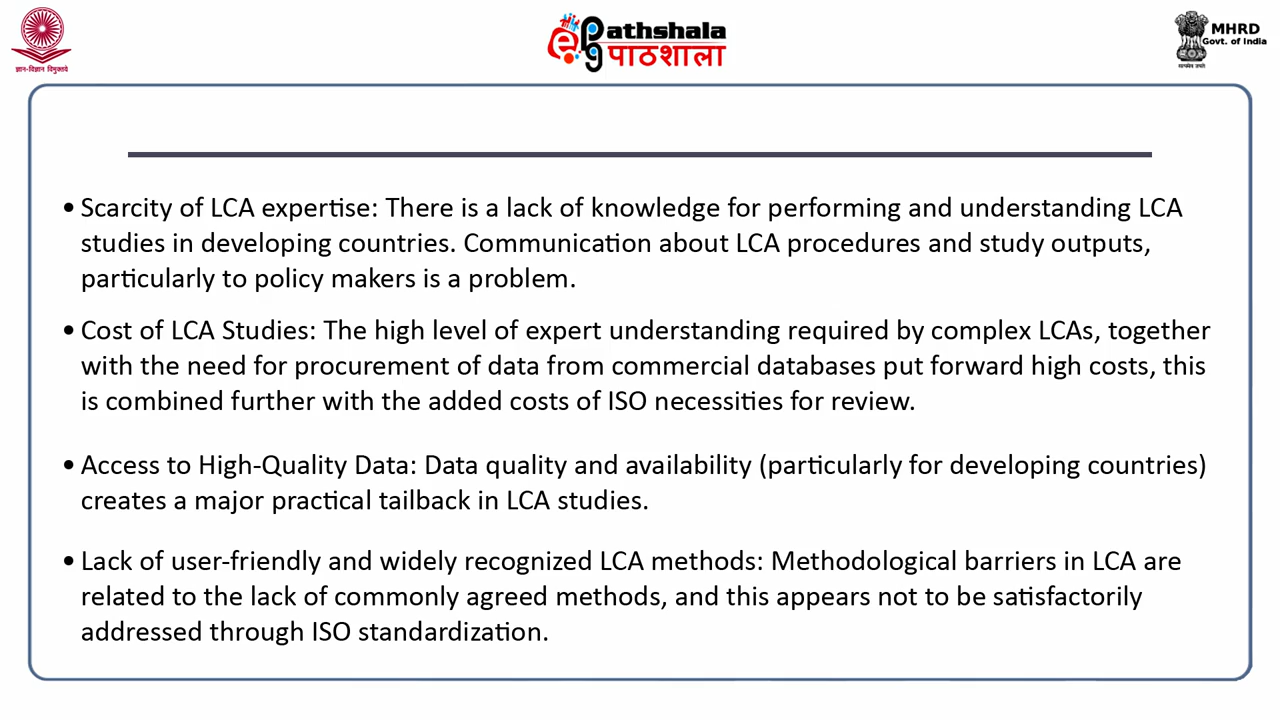 ज्ञान-विज्ञान विमुक्तये
ePG athshala
पाठशाला
MHRD
Govt. of India
सत्यमेव जयते
• Scarcity of LCA expertise: There is a lack of knowledge for performing and understanding LCA
studies in developing countries. Communication about LCA procedures and study outputs,
particularly to policy makers is a problem.
• Cost of LCA Studies: The high level of expert understanding required by complex LCAs, together
with the need for procurement of data from commercial databases put forward high costs, this
is combined further with the added costs of ISO necessities for review.
• Access to High-Quality Data: Data quality and availability (particularly for developing countries)
creates a major practical tailback in LCA studies.
• Lack of user-friendly and widely recognized LCA methods: Methodological barriers in LCA are
related to the lack of commonly agreed methods, and this appears not to be satisfactorily
addressed through ISO standardization.